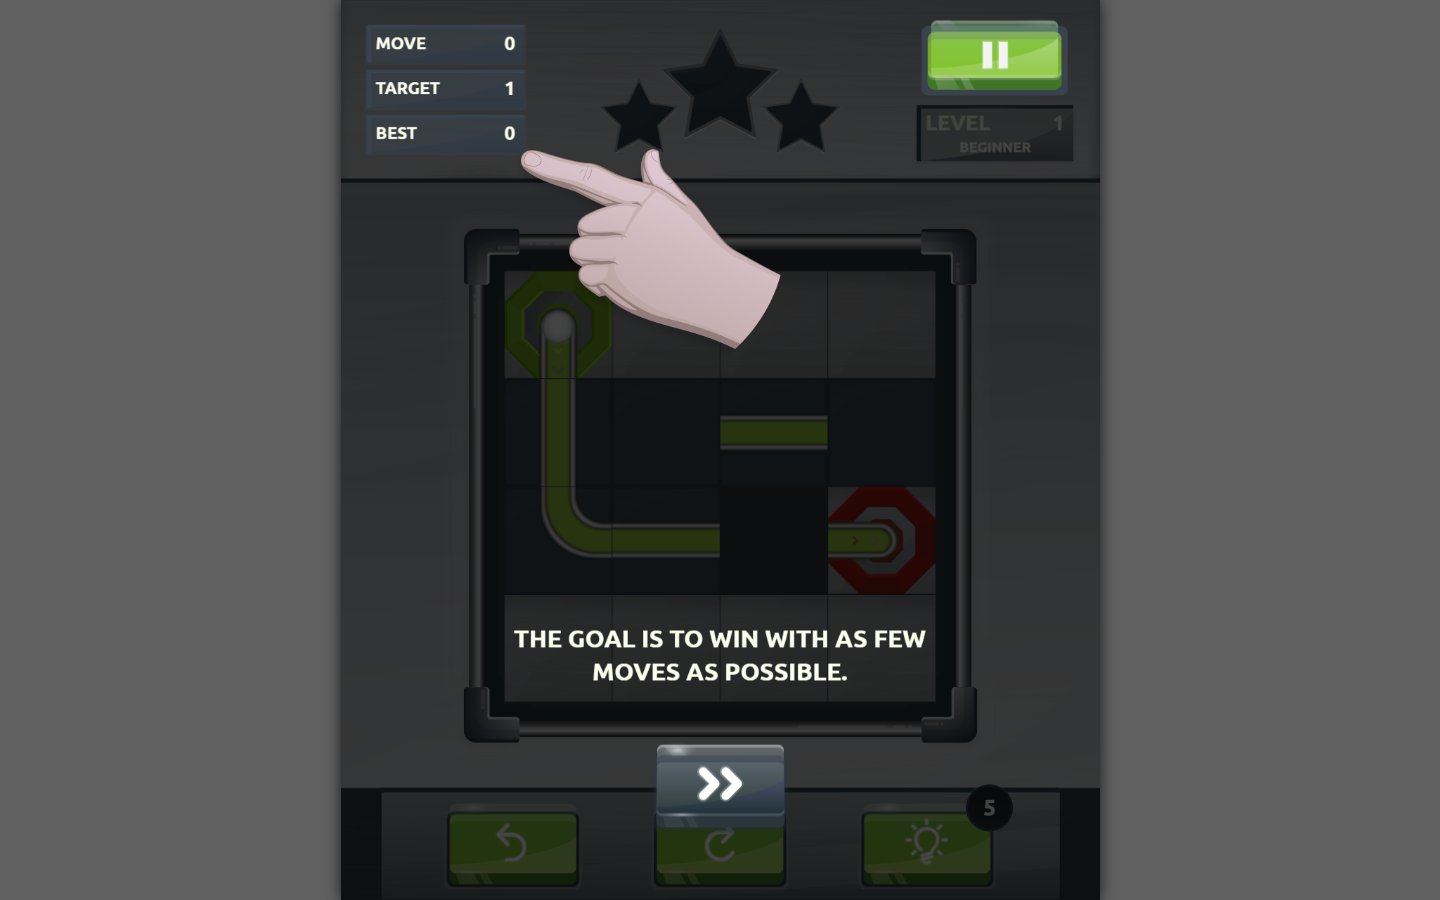 MOVE 0
TARGET 1
BEST 0
LEVEL 1
BEGINNER
THE GOAL IS TO WIN WITH AS FEW
MOVES AS POSSIBLE.
5